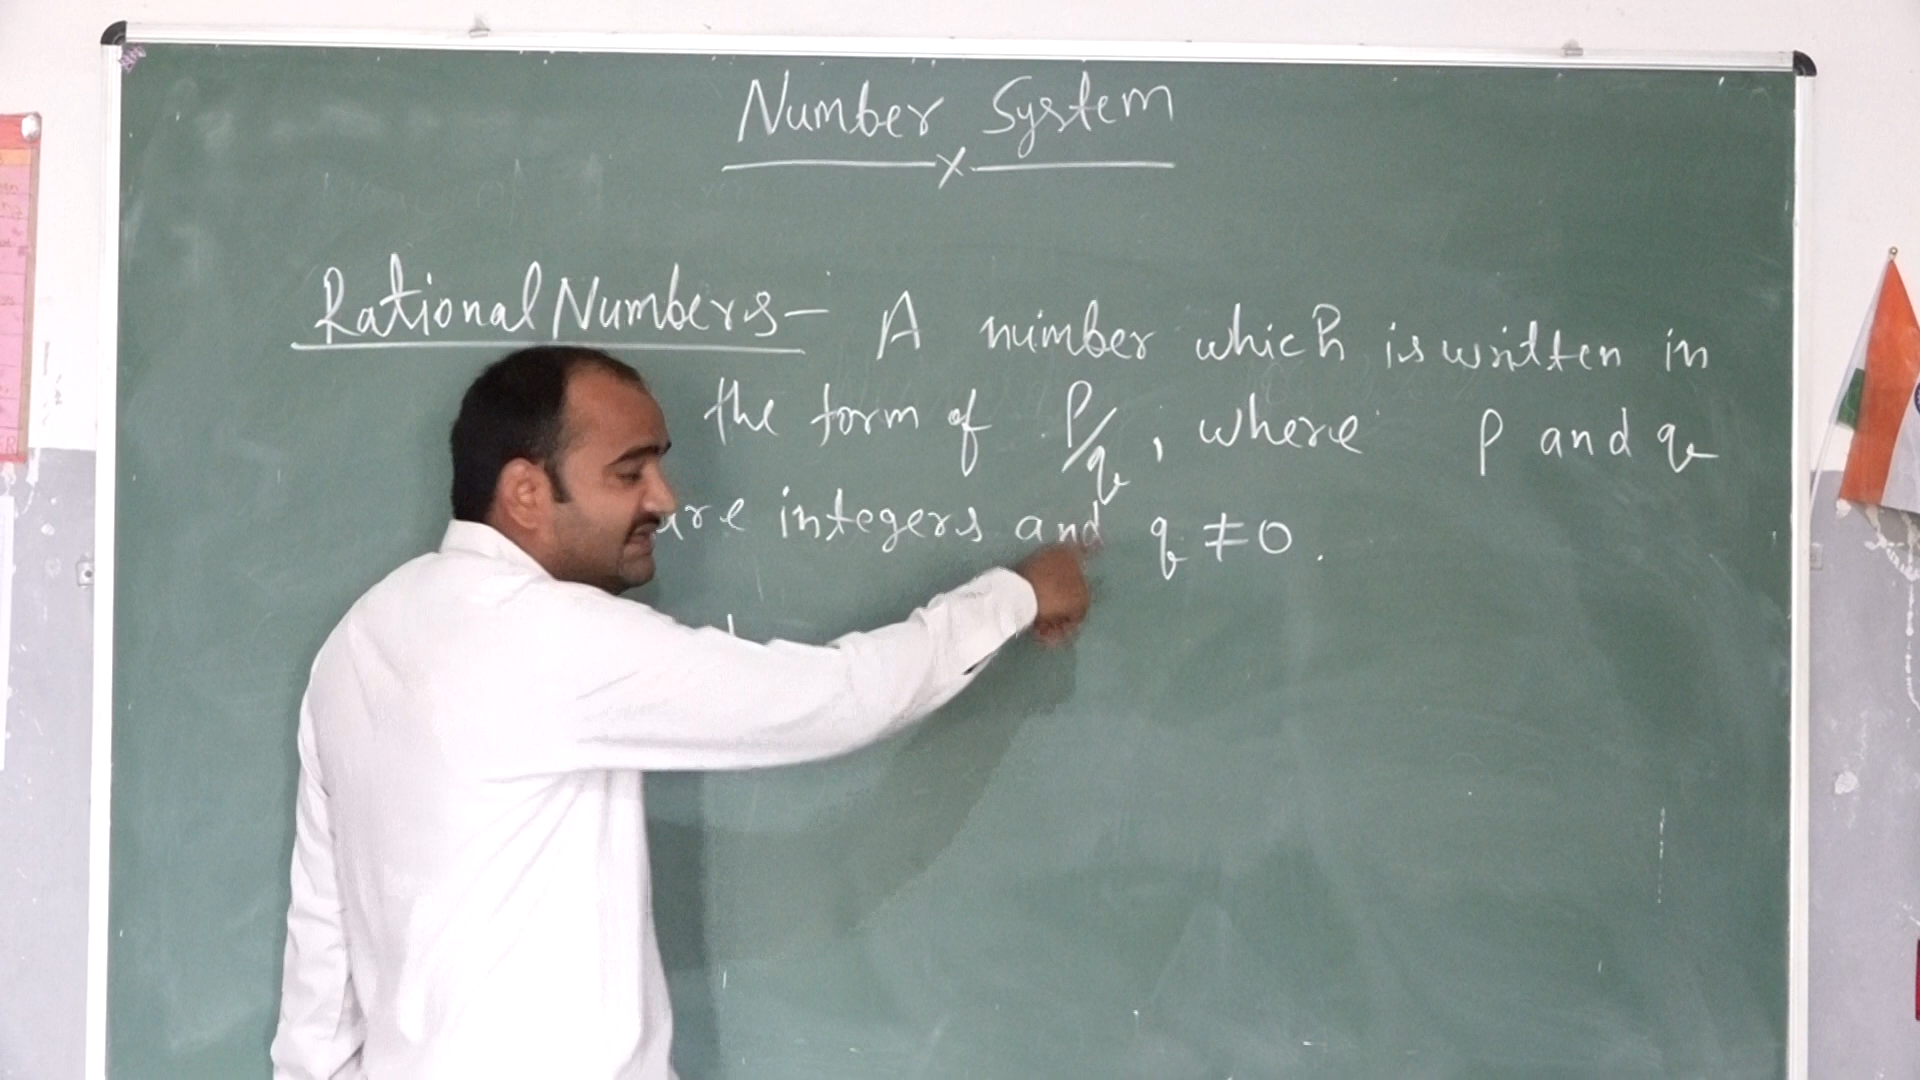 Number System
Rational Numbers- A number which is written in
the form of P/q, where p and q
are integers and q ≠ 0.